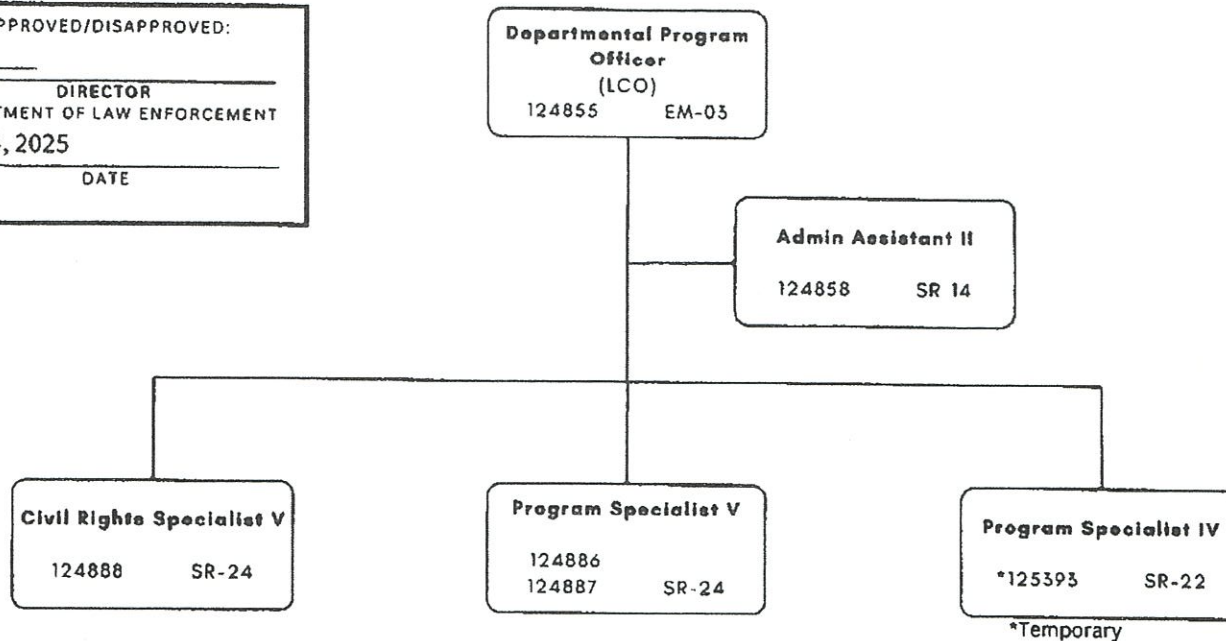 PPROVED/DISAPPROVED:
DIRECTOR
TMENT OF LAW ENFORCEMENT
, 2025
DATE
Departmental Program
Officer
(LCO)
124855 EM-03
Admin Assistant II
124858 SR 14
Civil Rights Specialist V
124888 SR-24
Program Specialist V
124886
124887 SR-24
Program Specialist IV
*125393 SR-22
*Temporary